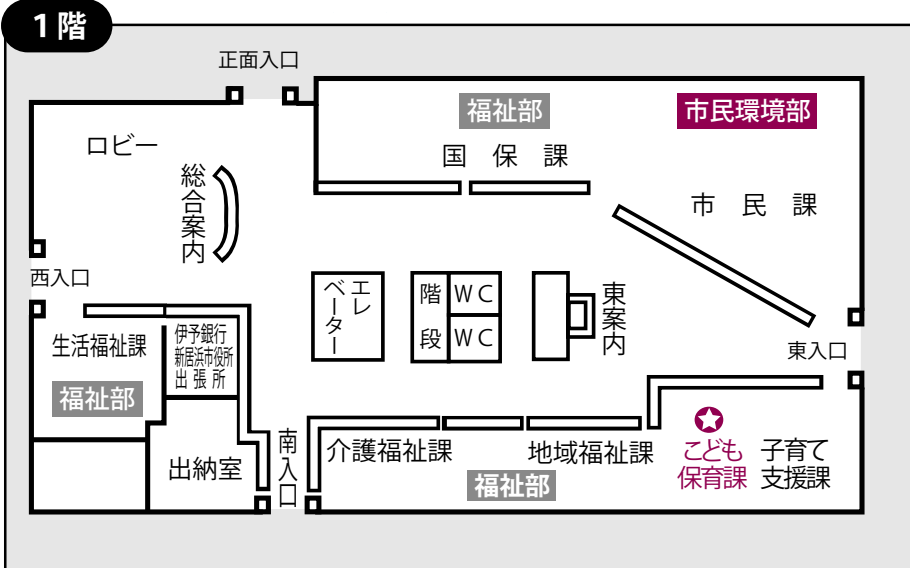 1階
正面入口
福祉部
市民環境部
ロビー
国保課
総合案内
市民課
西入口
エレ
ベーター
階段
WC
WC
東案内
生活福祉課
伊予銀行
新居浜市役所
出張所
東入口
福祉部
南入口
介護福祉課
地域福祉課
こども
保育課
子育て
支援課
出納室
福祉部